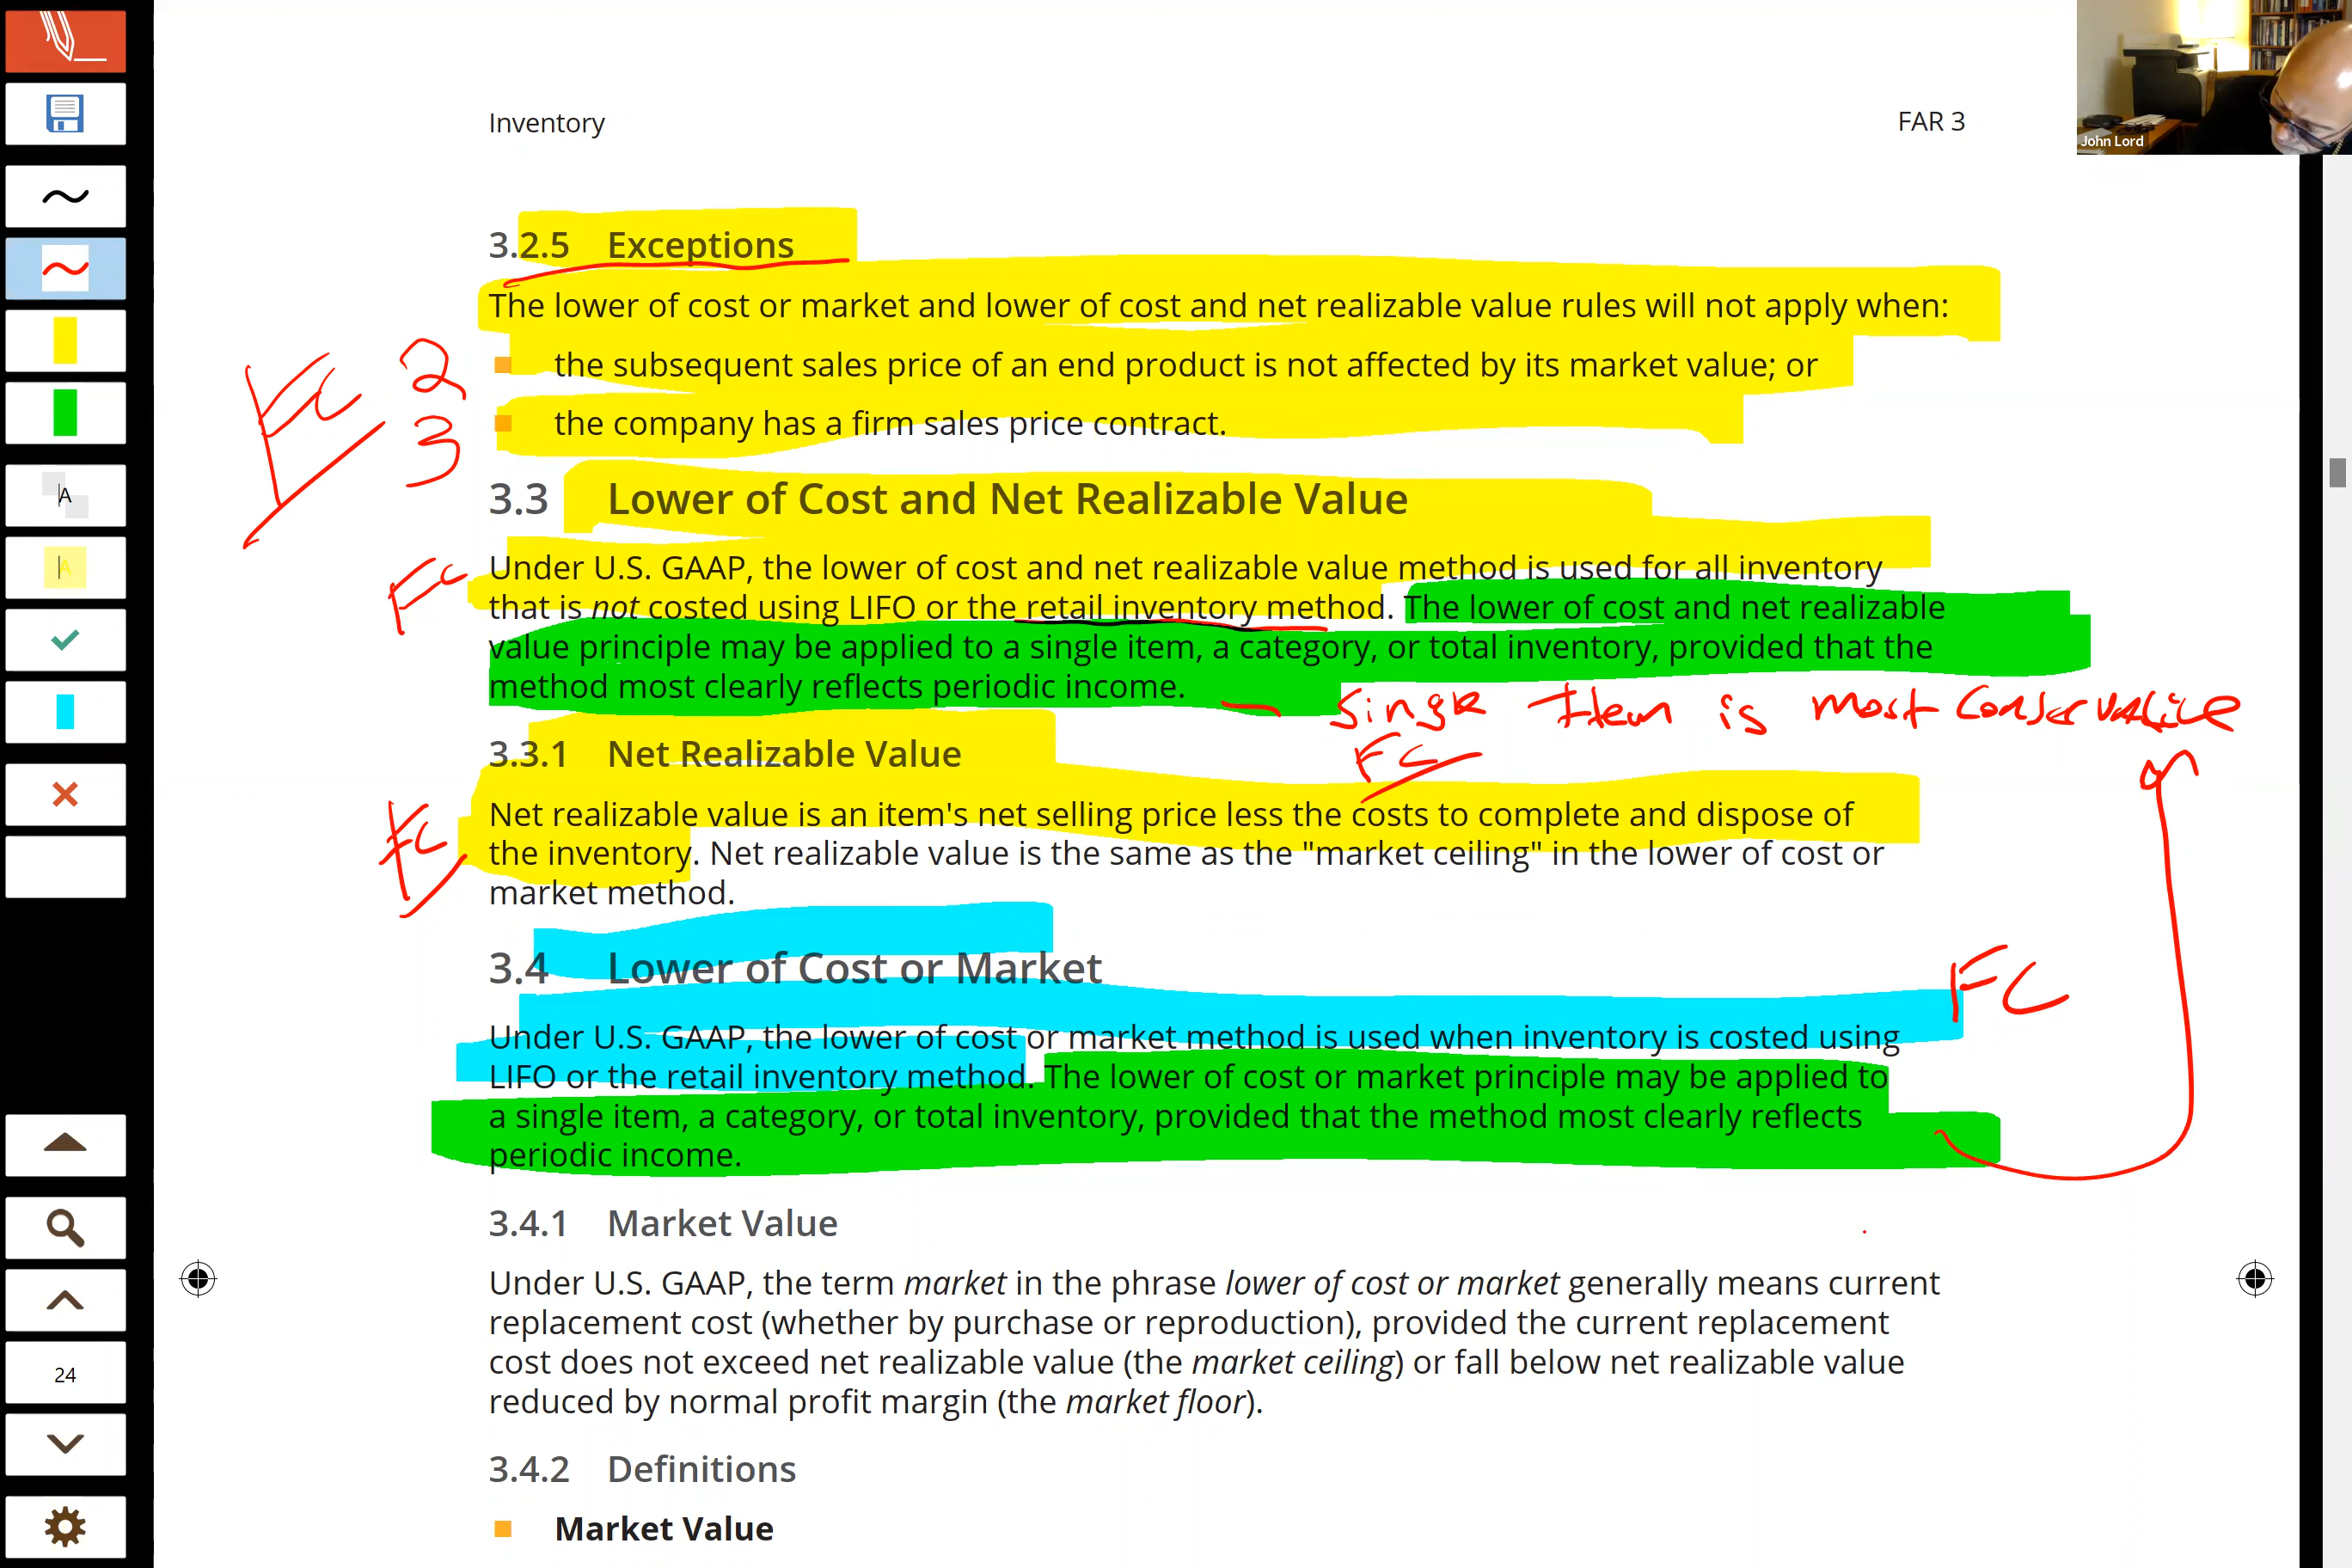 Inventory
FAR 3
John Lord
3.2.5 Exceptions
The lower of cost or market and lower of cost and net realizable value rules will not apply when:
the subsequent sales price of an end product is not affected by its market value; or
the company has a firm sales price contract.
FC 2
3
3.3 Lower of Cost and Net Realizable Value
Under U.S. GAAP, the lower of cost and net realizable value method is used for all inventory
FC
that is not costed using LIFO or the retail inventory method. The lower of cost and net realizable
value principle may be applied to a single item, a category, or total inventory, provided that the
method most clearly reflects periodic income.
Single Item is most conservative
FC
3.3.1 Net Realizable Value
Net realizable value is an item's net selling price less the costs to complete and dispose of
FC
the inventory. Net realizable value is the same as the "market ceiling" in the lower of cost or
market method.
3.4 Lower of Cost or Market
FC
Under U.S. GAAP, the lower of cost or market method is used when inventory is costed using
LIFO or the retail inventory method. The lower of cost or market principle may be applied to
a single item, a category, or total inventory, provided that the method most clearly reflects
periodic income.
3.4.1 Market Value
Under U.S. GAAP, the term market in the phrase lower of cost or market generally means current
replacement cost (whether by purchase or reproduction), provided the current replacement
cost does not exceed net realizable value (the market ceiling) or fall below net realizable value
reduced by normal profit margin (the market floor).
24
3.4.2 Definitions
Market Value